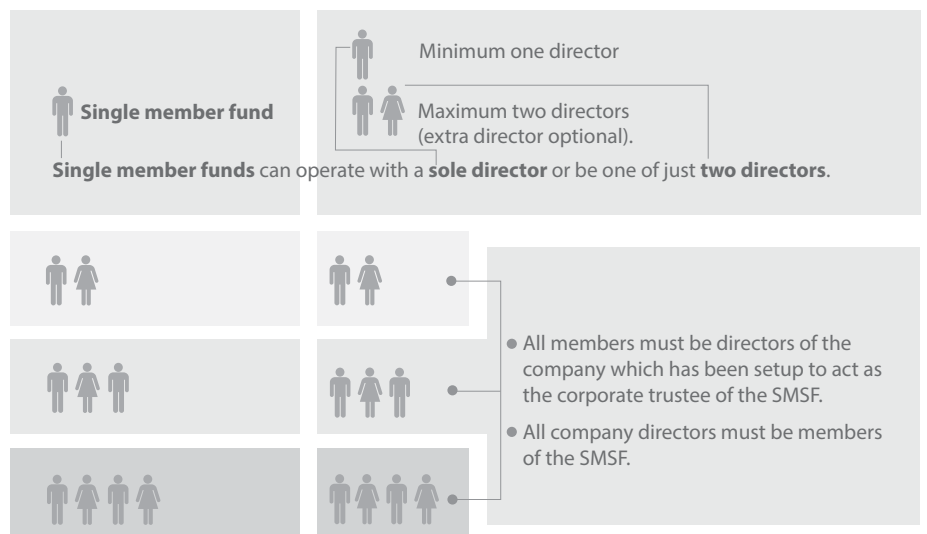 Minimum one director
Single member fund
Maximum two directors
(extra director optional).
Single member funds can operate with a sole director or be one of just two directors.
All members must be directors of the
company which has been setup to act as
the corporate trustee of the SMSF.
All company directors must be members
of the SMSF.